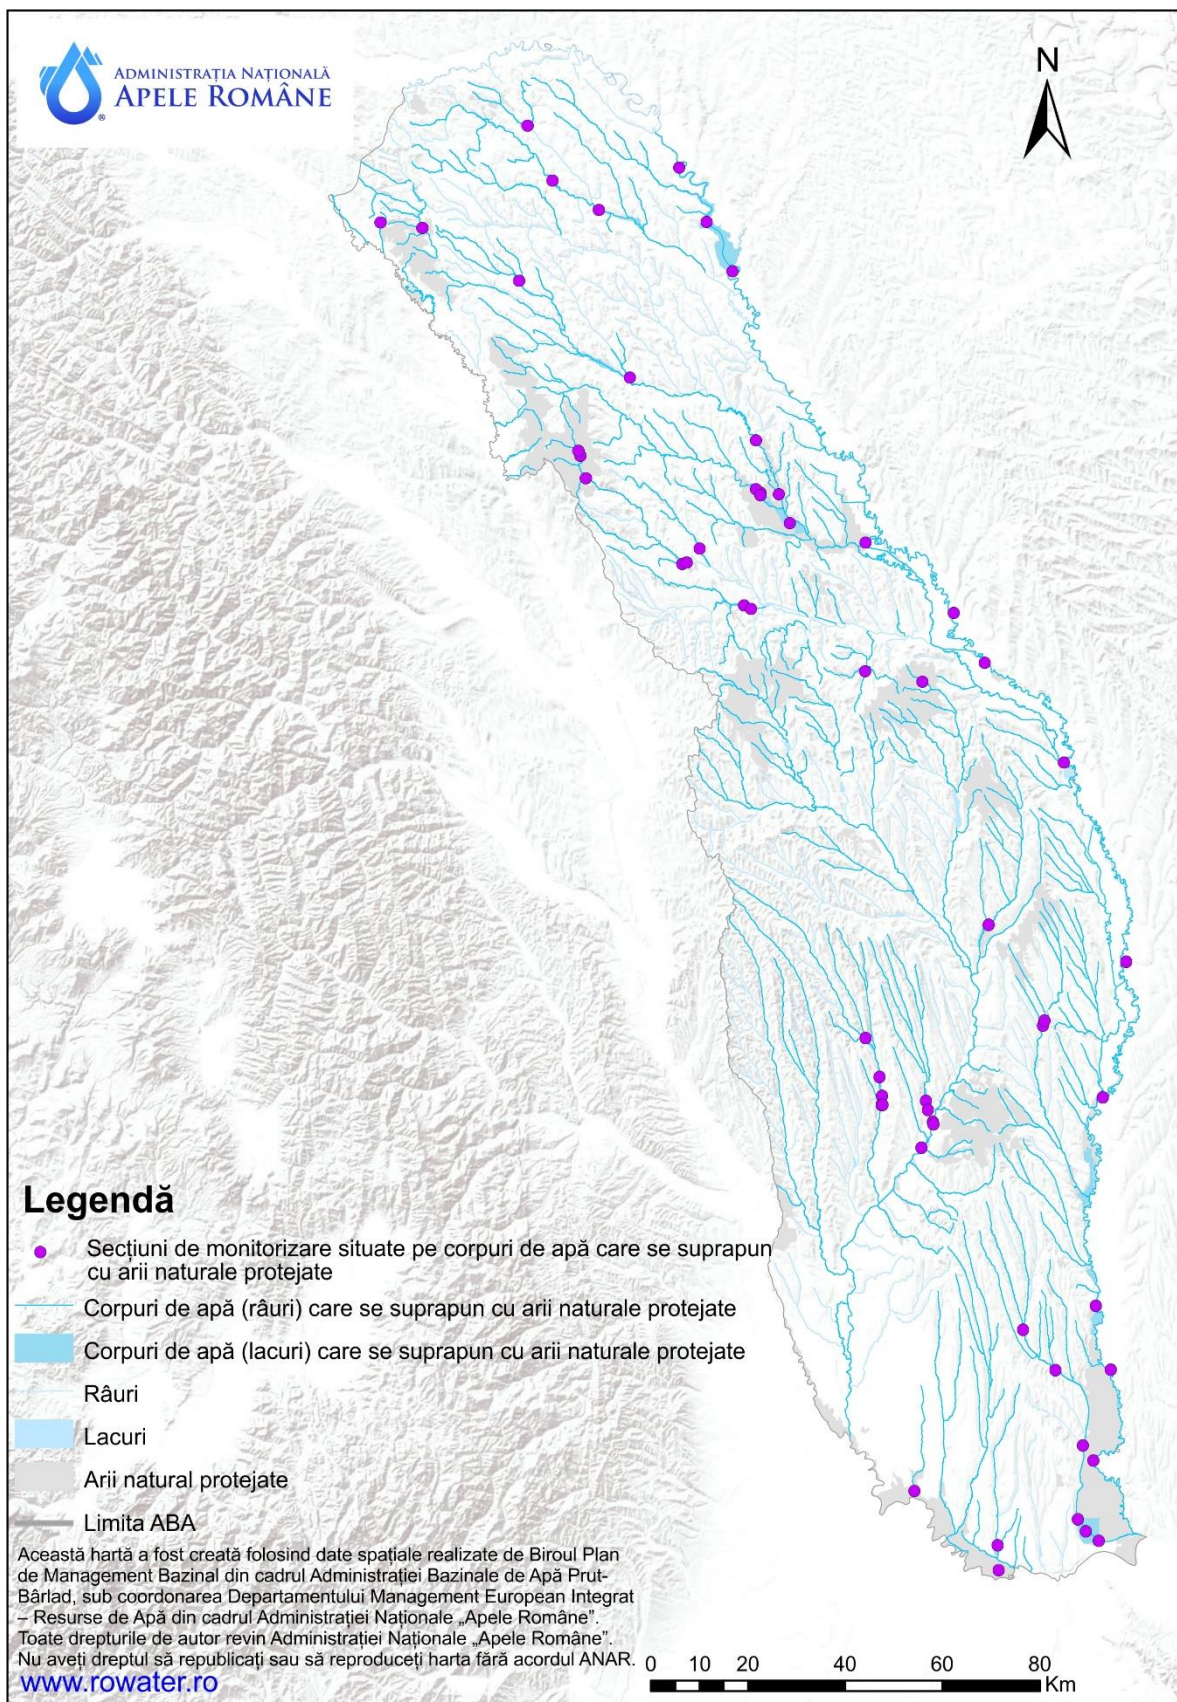 ADMINISTRAȚIA NAȚIONALĂ
APELE ROMÂNE
®
N
Legendă
Secțiuni de monitorizare situate pe corpuri de apă care se suprapun
cu arii naturale protejate
Corpuri de apă (râuri) care se suprapun cu arii naturale protejate
Corpuri de apă (lacuri) care se suprapun cu arii naturale protejate
Râuri
Lacuri
Arii natural protejate
Limita ABA
Această hartă a fost creată folosind date spațiale realizate de Biroul Plan
de Management Bazinal din cadrul Administrației Bazinale de Apă Prut-
Bârlad, sub coordonarea Departamentului Management European Integrat
– Resurse de Apă din cadrul Administrației Naționale „Apele Române”.
Toate drepturile de autor revin Administrației Naționale „Apele Române”.
Nu aveți dreptul să republicați sau să reproduceți harta fără acordul ANAR.
www.rowater.ro
0 10 20 40 60 80
Km